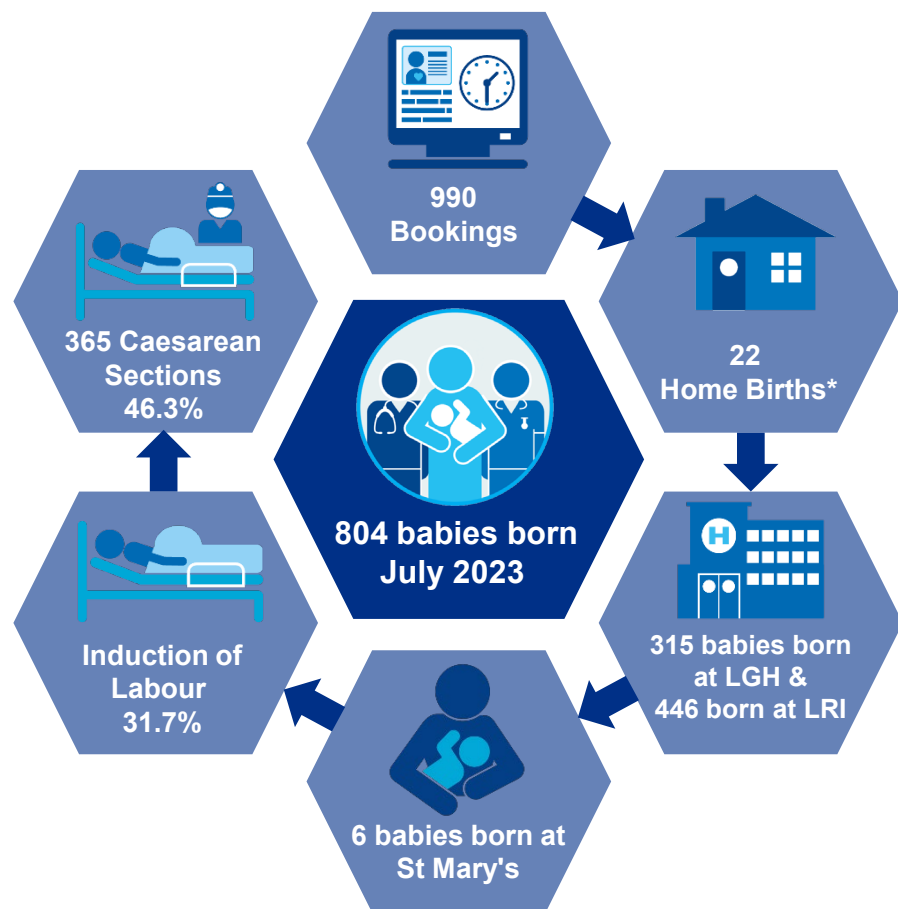 990
Bookings
22
Home Births*
H
315 babies born
at LGH &
446 born at LRI
6 babies born at
St Mary's
Induction of
Labour
31.7%
365 Caesarean
Sections
46.3%
804 babies born
July 2023